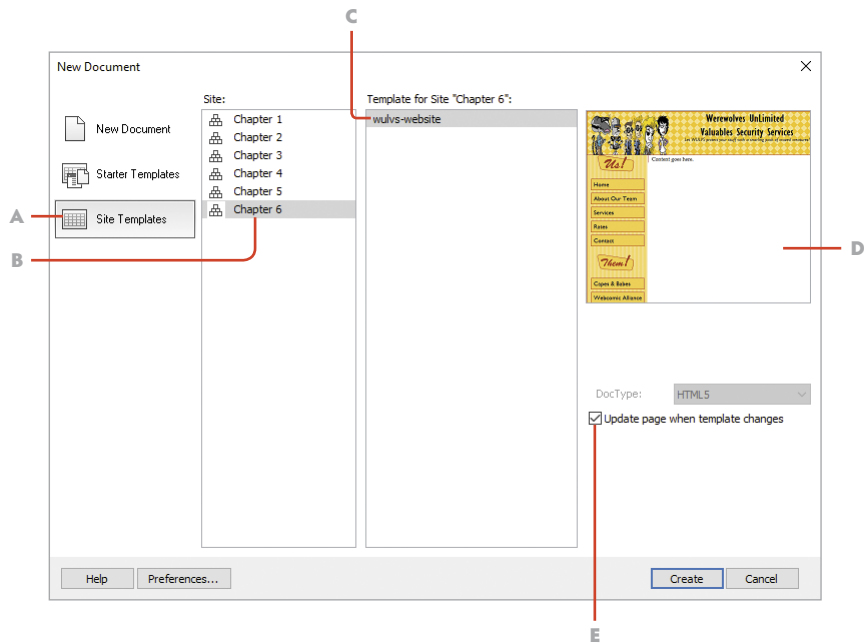 C
New Document
Site:
Template for Site "Chapter 6":
New Document
Starter Templates
Site Templates
Chapter 1
Chapter 2
Chapter 3
Chapter 4
Chapter 5
Chapter 6
wulvs-website
Werewolves UnLimited
Valuables Security Services
Us!
Home
About Our Team
Services
Rates
Contact
Them!
Capes & Babes
Webcomic Alliance
Content goes here.
A
B
D
DocType:
HTML5
Update page when template changes
Help
Preferences...
Create
Cancel
E